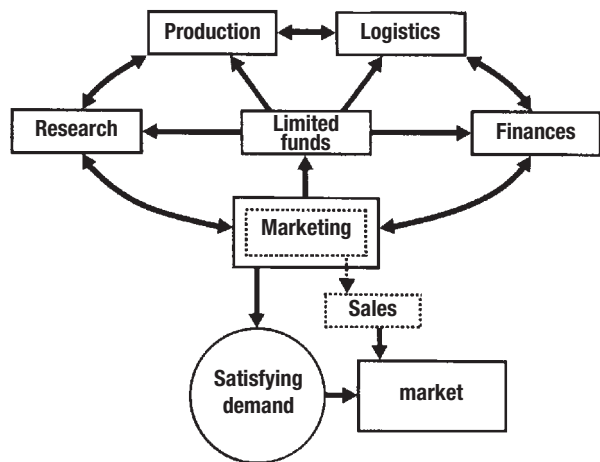 Production
Logistics
Research
Limited
funds
Finances
Marketing
Sales
Satisfying
demand
market